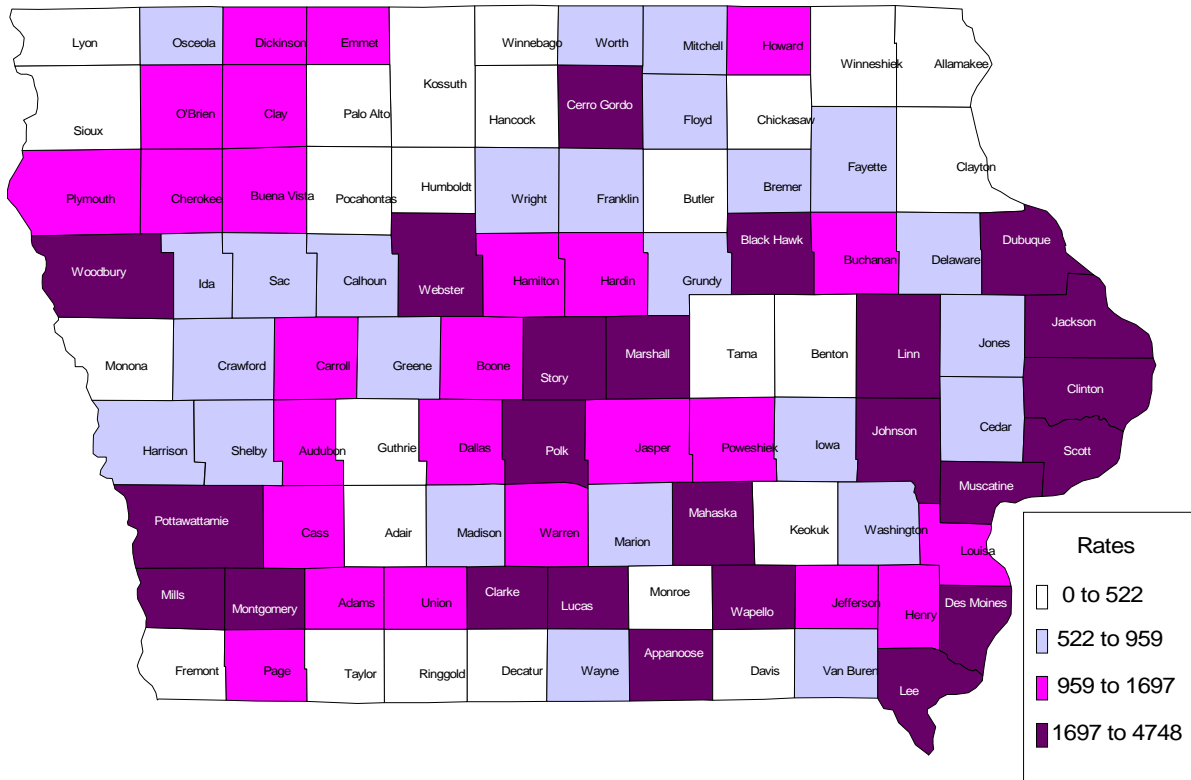 Lyon
Osceola
Dickinson
Emmet
Winnebago
Worth
Mitchell
Howard
Winneshiek
Allamakee
Kossuth
Sioux
O'Brien
Clay
Palo Alto
Hancock
Cerro Gordo
Floyd
Chickasaw
Fayette
Clayton
Plymouth
Cherokee
Buena Vista
Pocahontas
Humboldt
Wright
Franklin
Butler
Bremer
Woodbury
Ida
Sac
Calhoun
Webster
Hamilton
Hardin
Grundy
Black Hawk
Buchanan
Delaware
Dubuque
Monona
Crawford
Carroll
Greene
Boone
Story
Marshall
Tama
Benton
Linn
Jones
Jackson
Clinton
Harrison
Shelby
Audubon
Guthrie
Dallas
Polk
Jasper
Poweshiek
Iowa
Johnson
Cedar
Scott
Muscatine
Pottawattamie
Cass
Adair
Madison
Warren
Marion
Mahaska
Keokuk
Washington
Louisa
Mills
Montgomery
Adams
Union
Clarke
Lucas
Monroe
Wapello
Jefferson
Henry
Des Moines
Fremont
Page
Taylor
Ringgold
Decatur
Wayne
Appanoose
Davis
Van Buren
Lee
Rates
0 to 522
522 to 959
959 to 1697
1697 to 4748